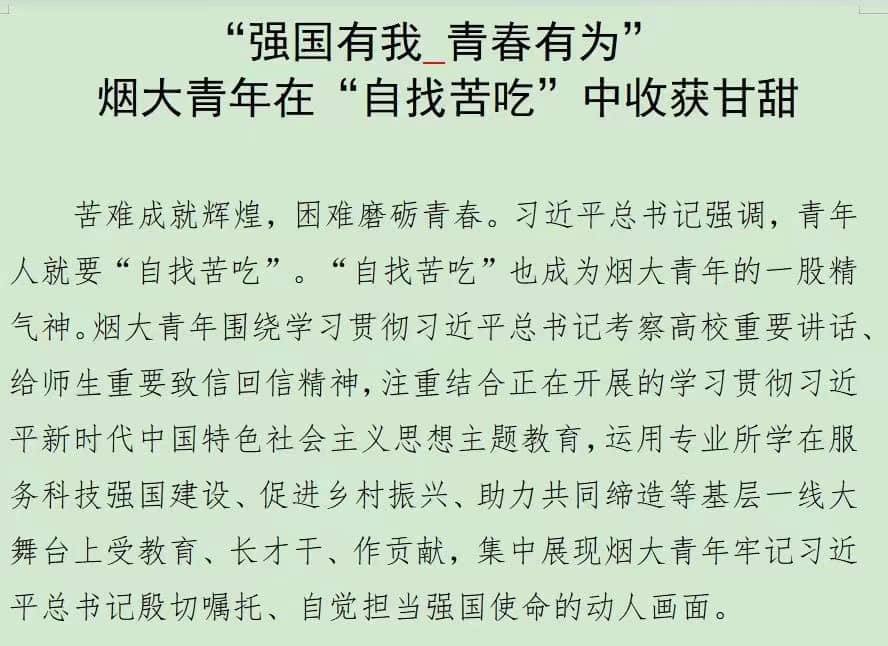 “强国有我_青春有为”
烟大青年在“自找苦吃”中收获甘甜
苦难成就辉煌，困难磨砺青春。习近平总书记强调，青年
人就要“自找苦吃”。“自找苦吃”也成为烟大青年的一股精
气神。烟大青年围绕学习贯彻习近平总书记考察高校重要讲话、
给师生重要致信回信精神，注重结合正在开展的学习贯彻习近
平新时代中国特色社会主义思想主题教育，运用专业所学在服
务科技强国建设、促进乡村振兴、助力共同缔造等基层一线大
舞台上受教育、长才干、作贡献，集中展现烟大青年牢记习近
平总书记殷切嘱托、自觉担当强国使命的动人画面。